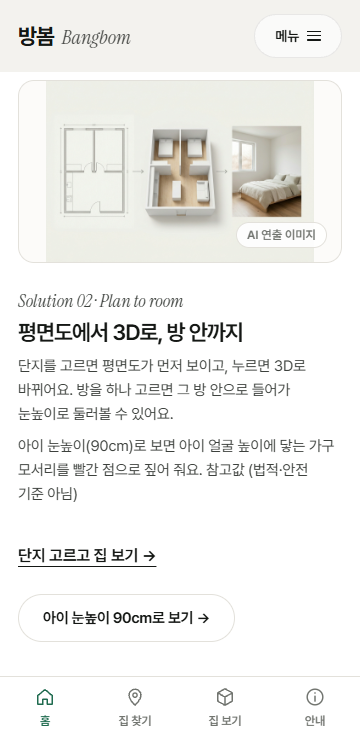 방봄 Bangbom
메뉴
AI 연출 이미지
Solution 02 · Plan to room
평면도에서 3D로, 방 안까지
단지를 고르면 평면도가 먼저 보이고, 누르면 3D로
바뀌어요. 방을 하나 고르면 그 방 안으로 들어가
눈높이로 둘러볼 수 있어요.
아이 눈높이(90cm)로 보면 아이 얼굴 높이에 닿는 가구
모서리를 빨간 점으로 짚어 줘요. 참고값 (법적·안전
기준 아님)
단지 고르고 집 보기 →
아이 눈높이 90cm로 보기 →
홈 집 찾기 집 보기 안내